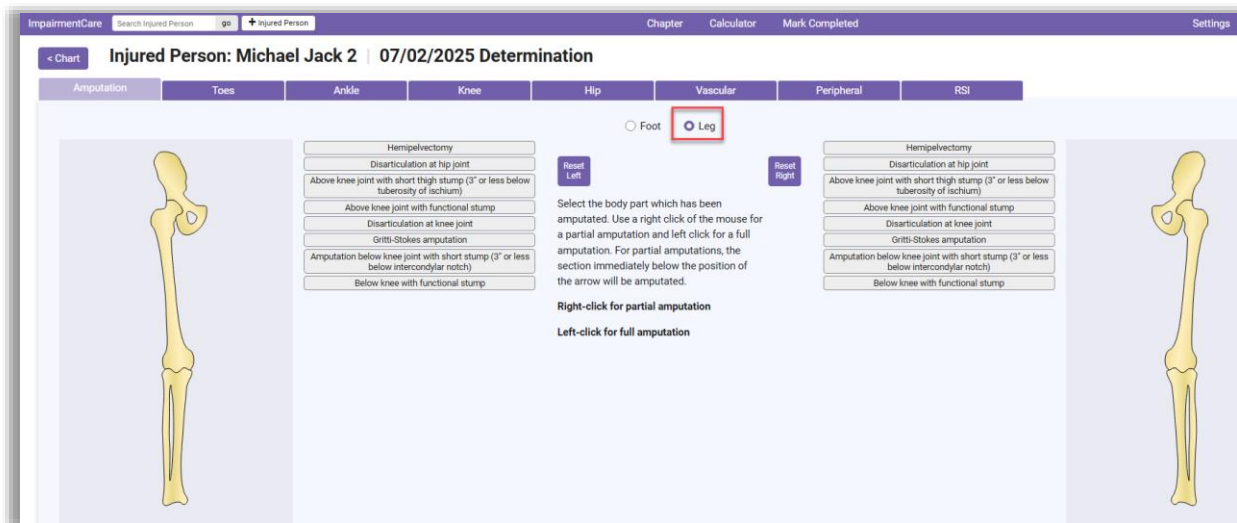 ImpairmentCare Search Injured Person go + Injured Person Chapter Calculator Mark Completed Settings
< Chart Injured Person: Michael Jack 2 | 07/02/2025 Determination
Amputation Toes Ankle Knee Hip Vascular Peripheral RSI
Foot Leg
Hemipelvectomy
Disarticulation at hip joint
Above knee joint with short thigh stump (3" or less below
tuberosity of ischium)
Above knee joint with functional stump
Disarticulation at knee joint
Gritti-Stokes amputation
Amputation below knee joint with short stump (3" or less
below intercondylar notch)
Below knee with functional stump
Reset
Left
Reset
Right
Select the body part which has been
amputated. Use a right click of the mouse for
a partial amputation and left click for a full
amputation. For partial amputations, the
section immediately below the position of
the arrow will be amputated.
Right-click for partial amputation
Left-click for full amputation
Hemipelvectomy
Disarticulation at hip joint
Above knee joint with short thigh stump (3" or less below
tuberosity of ischium)
Above knee joint with functional stump
Disarticulation at knee joint
Gritti-Stokes amputation
Amputation below knee joint with short stump (3" or less
below intercondylar notch)
Below knee with functional stump